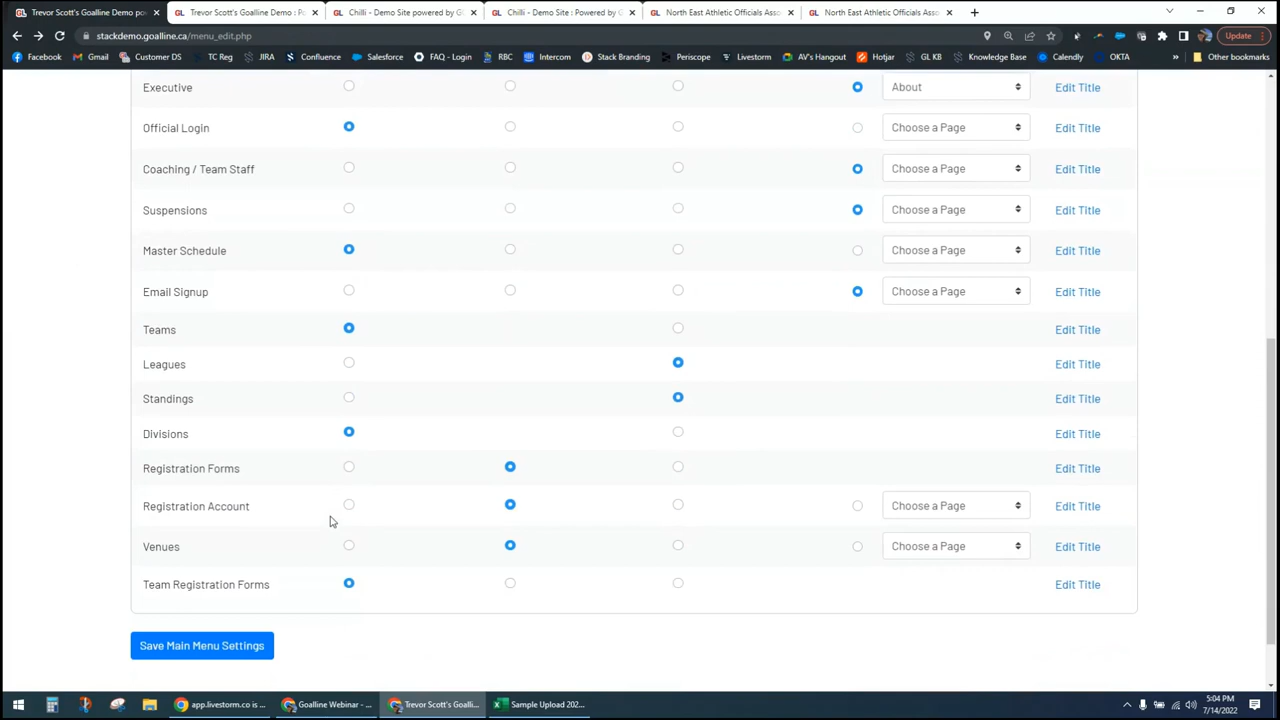 Trevor Scott's Goalline Demo pow
Trevor Scott's Goalline Demo : Po
Chilli - Demo Site powered by G
Chilli - Demo Site : Powered by G
North East Athletic Officials Asso
North East Athletic Officials Assoc
stackdemo.goalline.ca/menu_edit.php
Update
Facebook
Gmail
Customer DS
TC Reg
JIRA
Confluence
Salesforce
FAQ - Login
RBC
Intercom
Stack Branding
Periscope
Livestorm
AV's Hangout
Hotjar
GL KB
Knowledge Base
Calendly
OKTA
»
Other bookmarks
Executive About Edit Title
Official Login Choose a Page Edit Title
Coaching / Team Staff Choose a Page Edit Title
Suspensions Choose a Page Edit Title
Master Schedule Choose a Page Edit Title
Email Signup Choose a Page Edit Title
Teams Edit Title
Leagues Edit Title
Standings Edit Title
Divisions Edit Title
Registration Forms Edit Title
Registration Account Choose a Page Edit Title
Venues Choose a Page Edit Title
Team Registration Forms Edit Title
Save Main Menu Settings
app.livestorm.co is ...
Goalline Webinar - ...
Trevor Scott's Goalli...
Sample Upload 202...
5:04 PM
7/14/2022